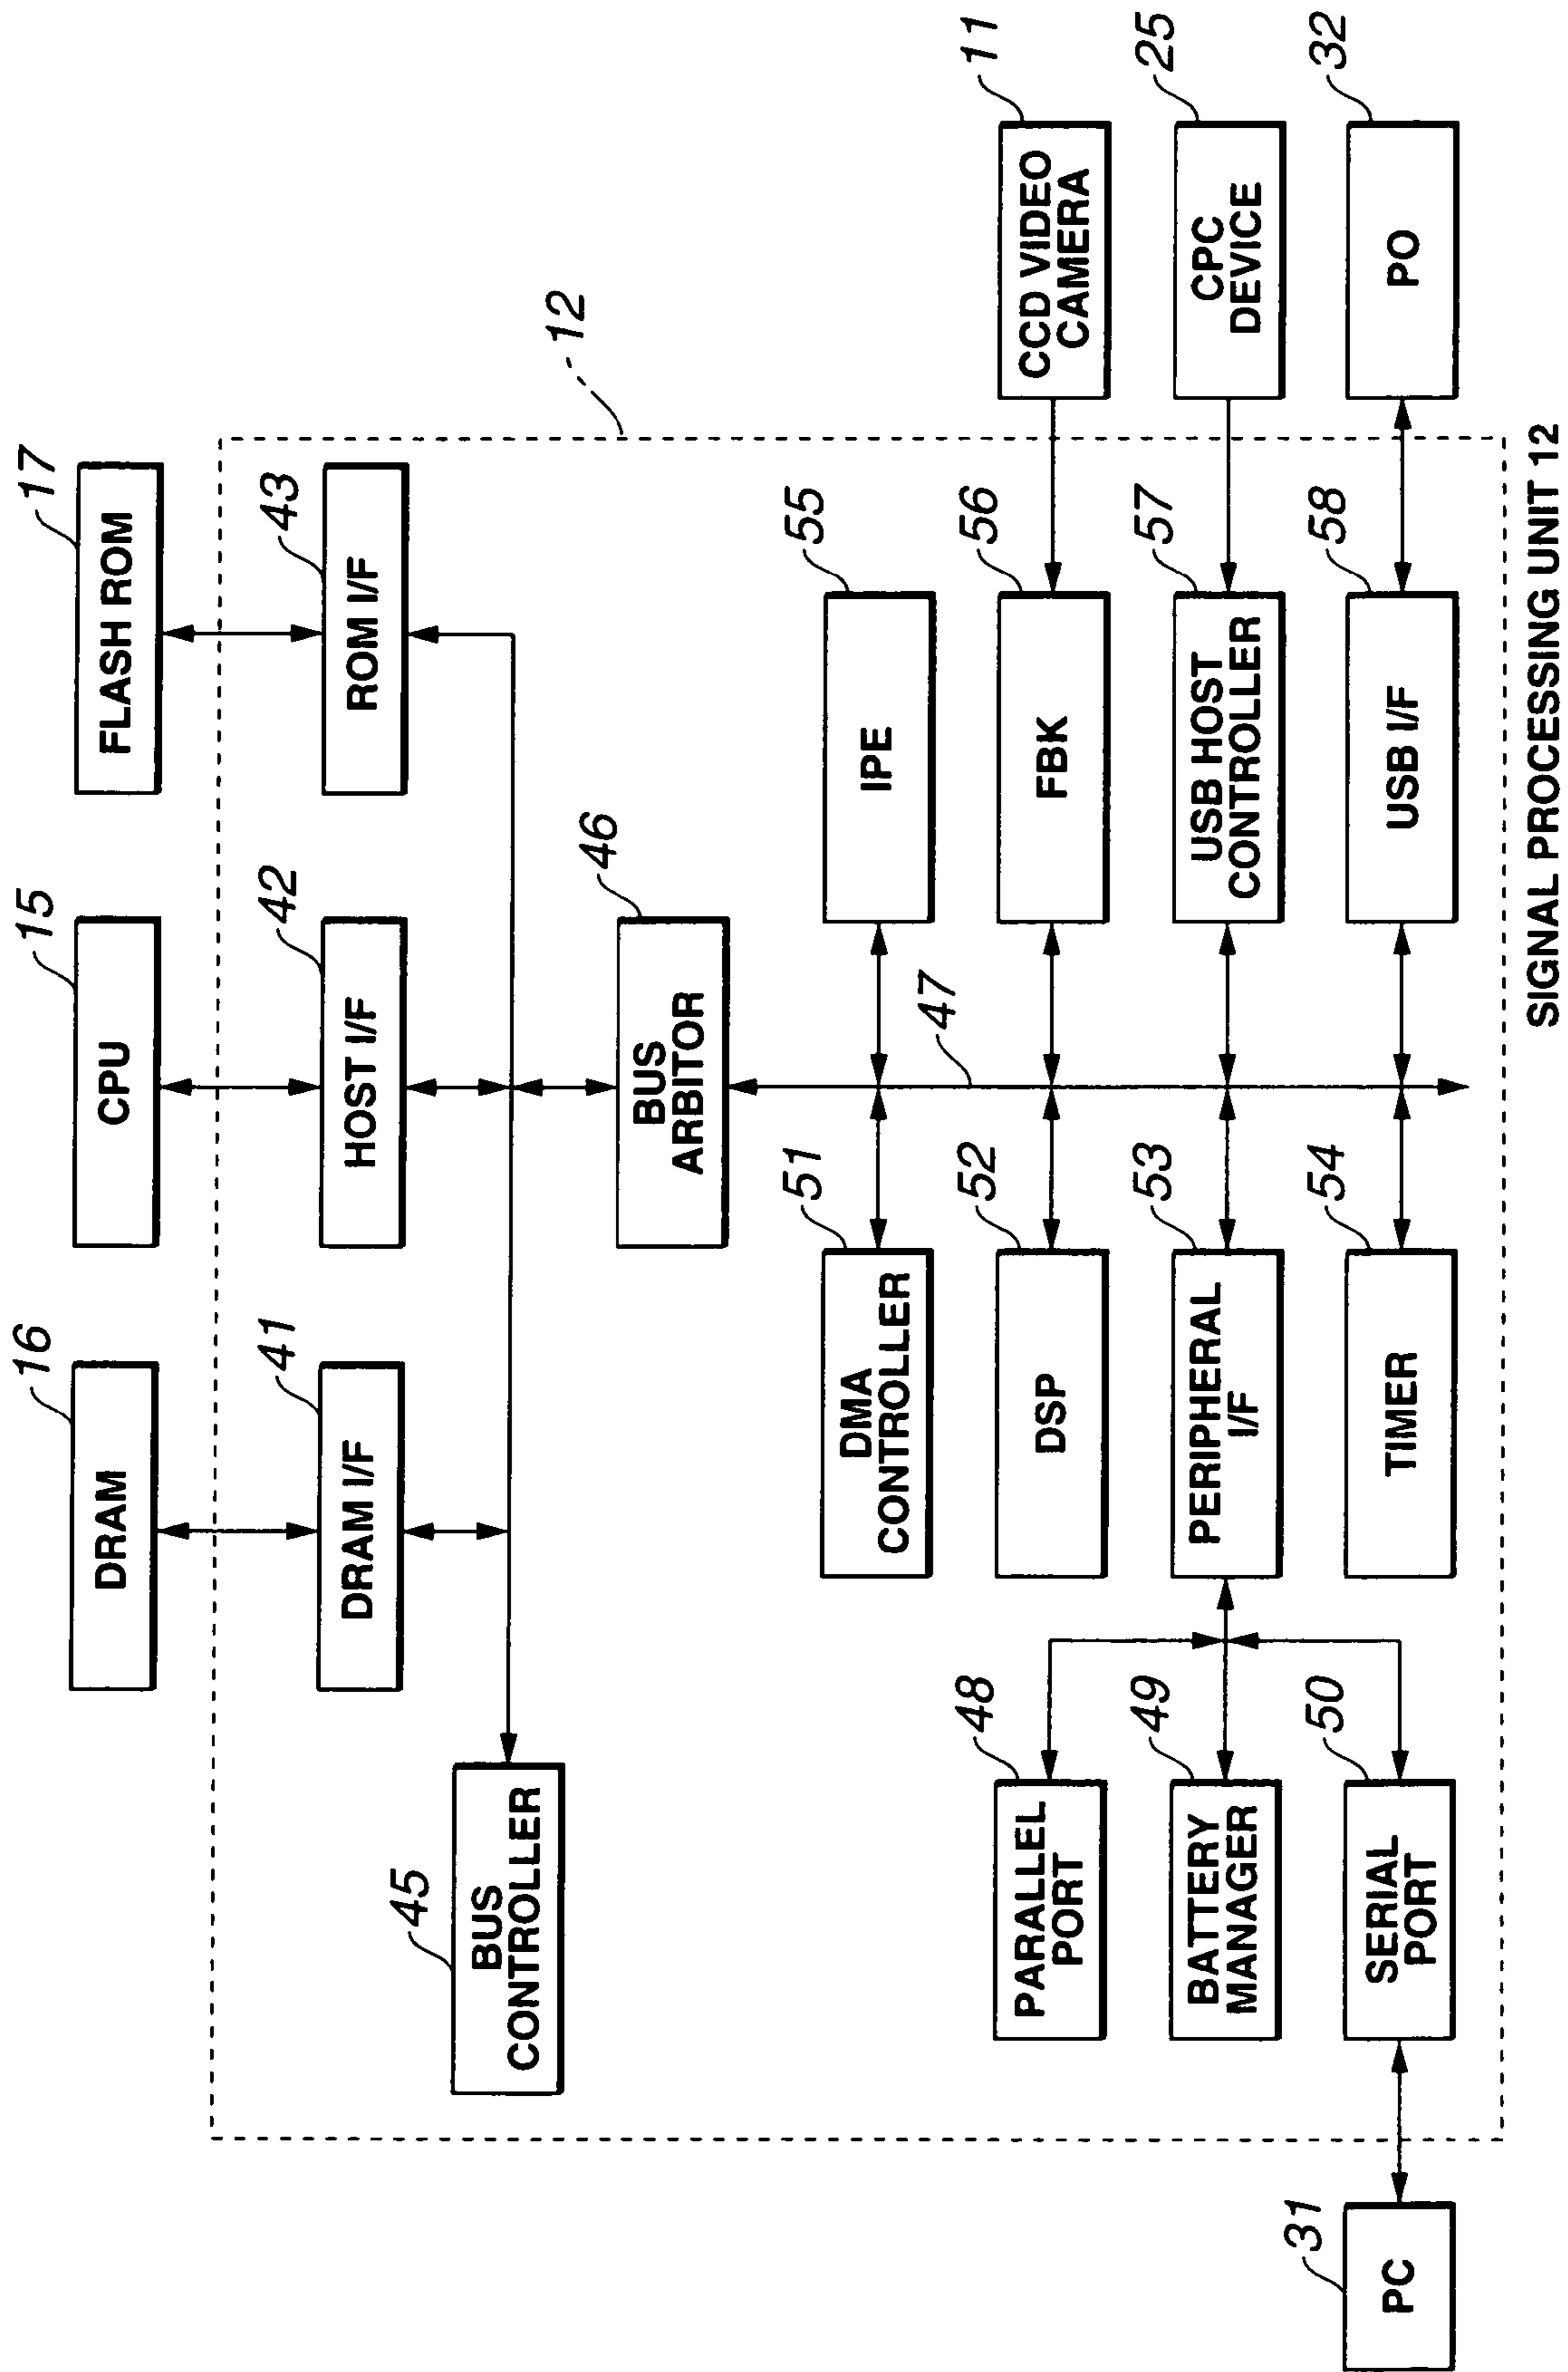 16
DRAM
15
CPU
17
FLASH ROM
12
41
DRAM I/F
42
HOST I/F
43
ROM I/F
45
BUS
CONTROLLER
46
BUS
ARBITOR
47
51
DMA
CONTROLLER
55
IPE
48
PARALLEL
PORT
52
DSP
56
FBK
11
CCD VIDEO
CAMERA
49
BATTERY
MANAGER
53
PERIPHERAL
I/F
57
USB HOST
CONTROLLER
25
CPC
DEVICE
31
PC
50
SERIAL
PORT
54
TIMER
58
USB I/F
32
PO
SIGNAL PROCESSING UNIT 12